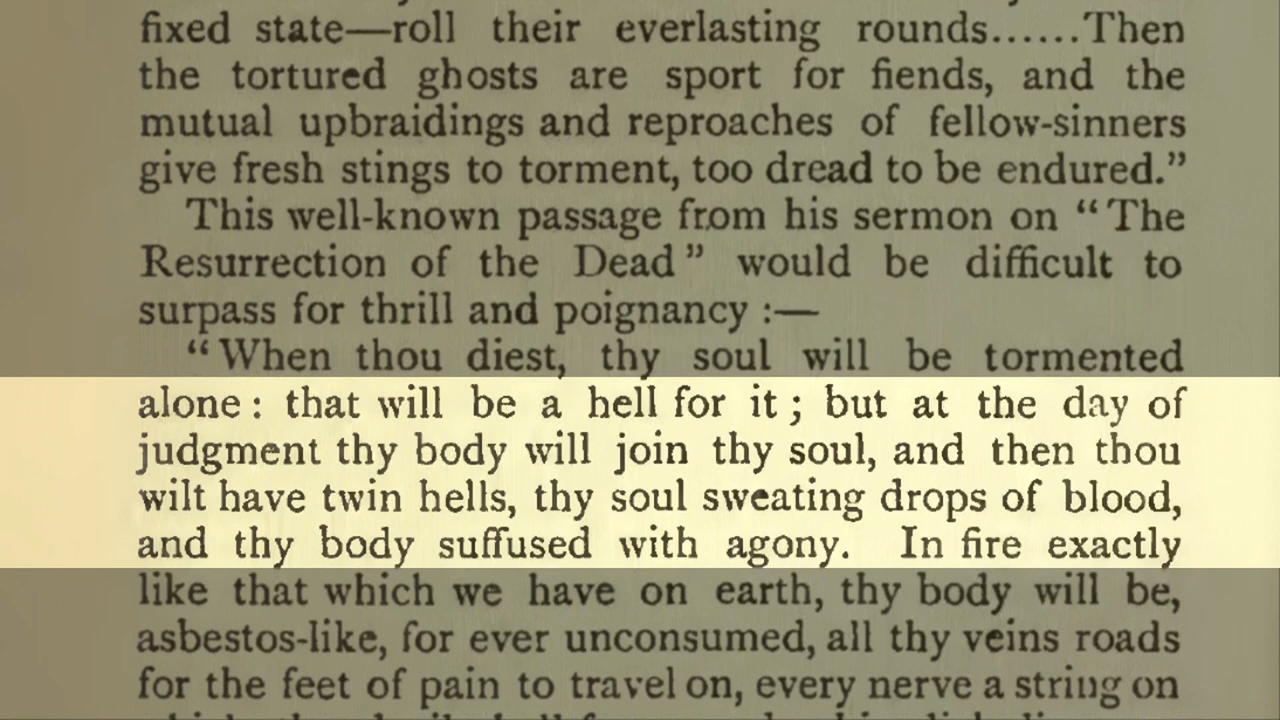 fixed state—roll their everlasting rounds......Then
the tortured ghosts are sport for fiends, and the
mutual upbraidings and reproaches of fellow-sinners
give fresh stings to torment, too dread to be endured.”
This well-known passage from his sermon on “The
Resurrection of the Dead” would be difficult to
surpass for thrill and poignancy :—
“When thou diest, thy soul will be tormented
alone : that will be a hell for it ; but at the day of
judgment thy body will join thy soul, and then thou
wilt have twin hells, thy soul sweating drops of blood,
and thy body suffused with agony. In fire exactly
like that which we have on earth, thy body will be,
asbestos-like, for ever unconsumed, all thy veins roads
for the feet of pain to travel on, every nerve a string on